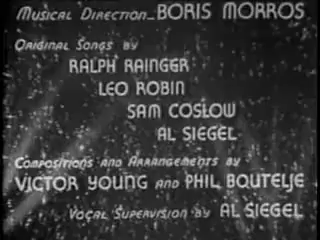 Musical Direction_BORIS MORROS
Original Songs by
RALPH RAINGER
LEO ROBIN
SAM COSLOW
AL SIEGEL
Compositions and Arrangements by
VICTOR YOUNG and PHIL BOUTELJE
Vocal Supervision by AL SIEGEL